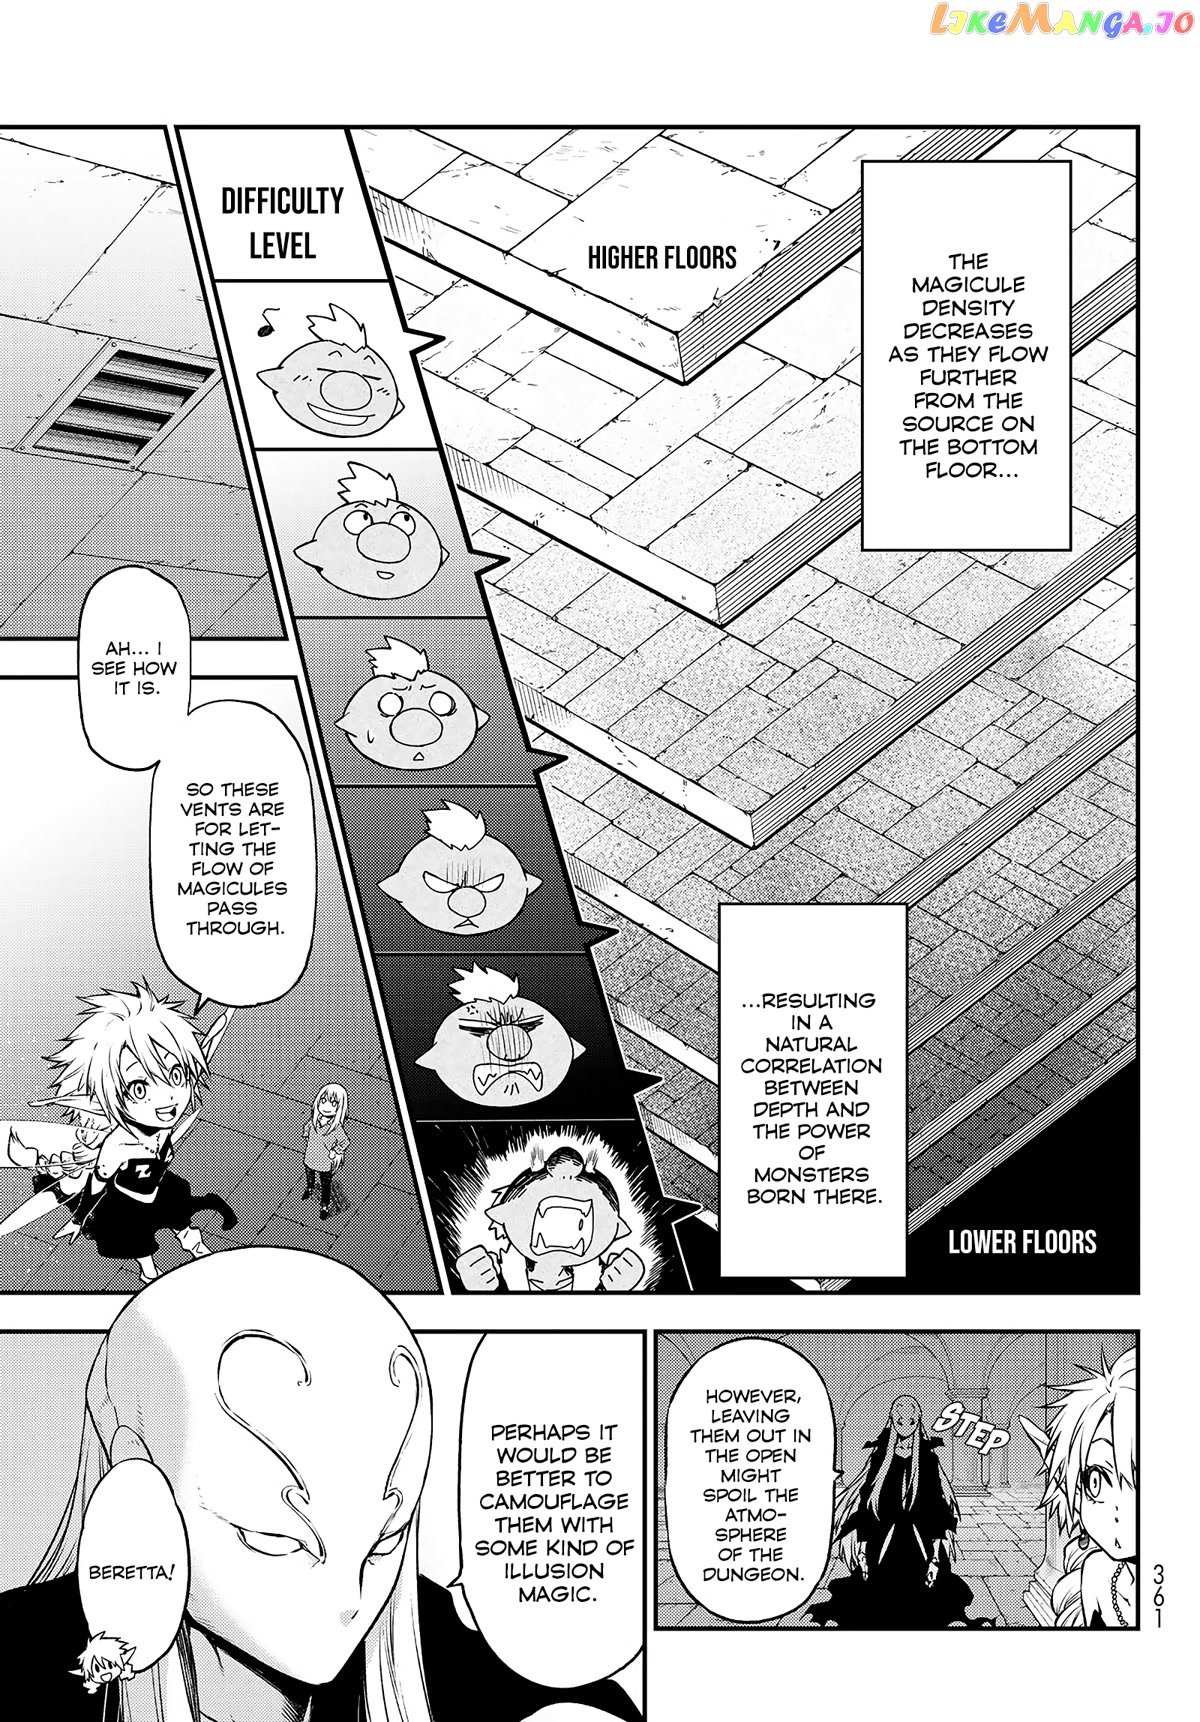 LIKEMANGA.IO
THE
MAGICULE
DENSITY
DECREASES
AS THEY FLOW
FURTHER
FROM THE
SOURCE ON
THE BOTTOM
FLOOR...
HIGHER FLOORS
DIFFICULTY
LEVEL
...RESULTING
IN A
NATURAL
CORRELATION
BETWEEN
DEPTH AND
THE POWER
OF
MONSTERS
BORN THERE.
LOWER FLOORS
AH... I
SEE HOW
IT IS.
SO THESE
VENTS ARE
FOR LET-
TING THE
FLOW OF
MAGICULES
PASS
THROUGH.
Z
STEP
HOWEVER,
LEAVING
THEM OUT IN
THE OPEN
MIGHT
SPOIL THE
ATMO-
SPHERE
OF THE
DUNGEON.
PERHAPS IT
WOULD BE
BETTER TO
CAMOUFLAGE
THEM WITH
SOME KIND OF
ILLUSION
MAGIC.
BERETTA!
361